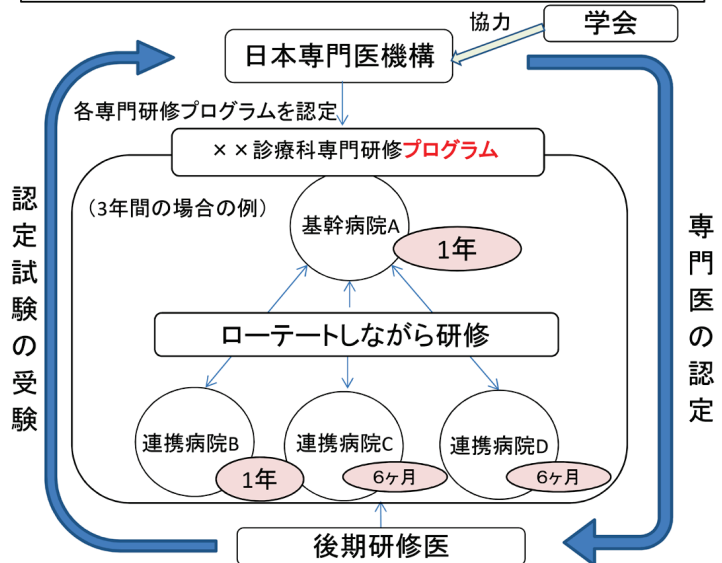 協力
学会
日本専門医機構
各専門研修プログラムを認定
××診療科専門研修プログラム
（3年間の場合の例）
基幹病院A
1年
認定試験の受験
専門医の認定
ローテートしながら研修
連携病院B
1年
連携病院C
6ヶ月
連携病院D
6ヶ月
後期研修医